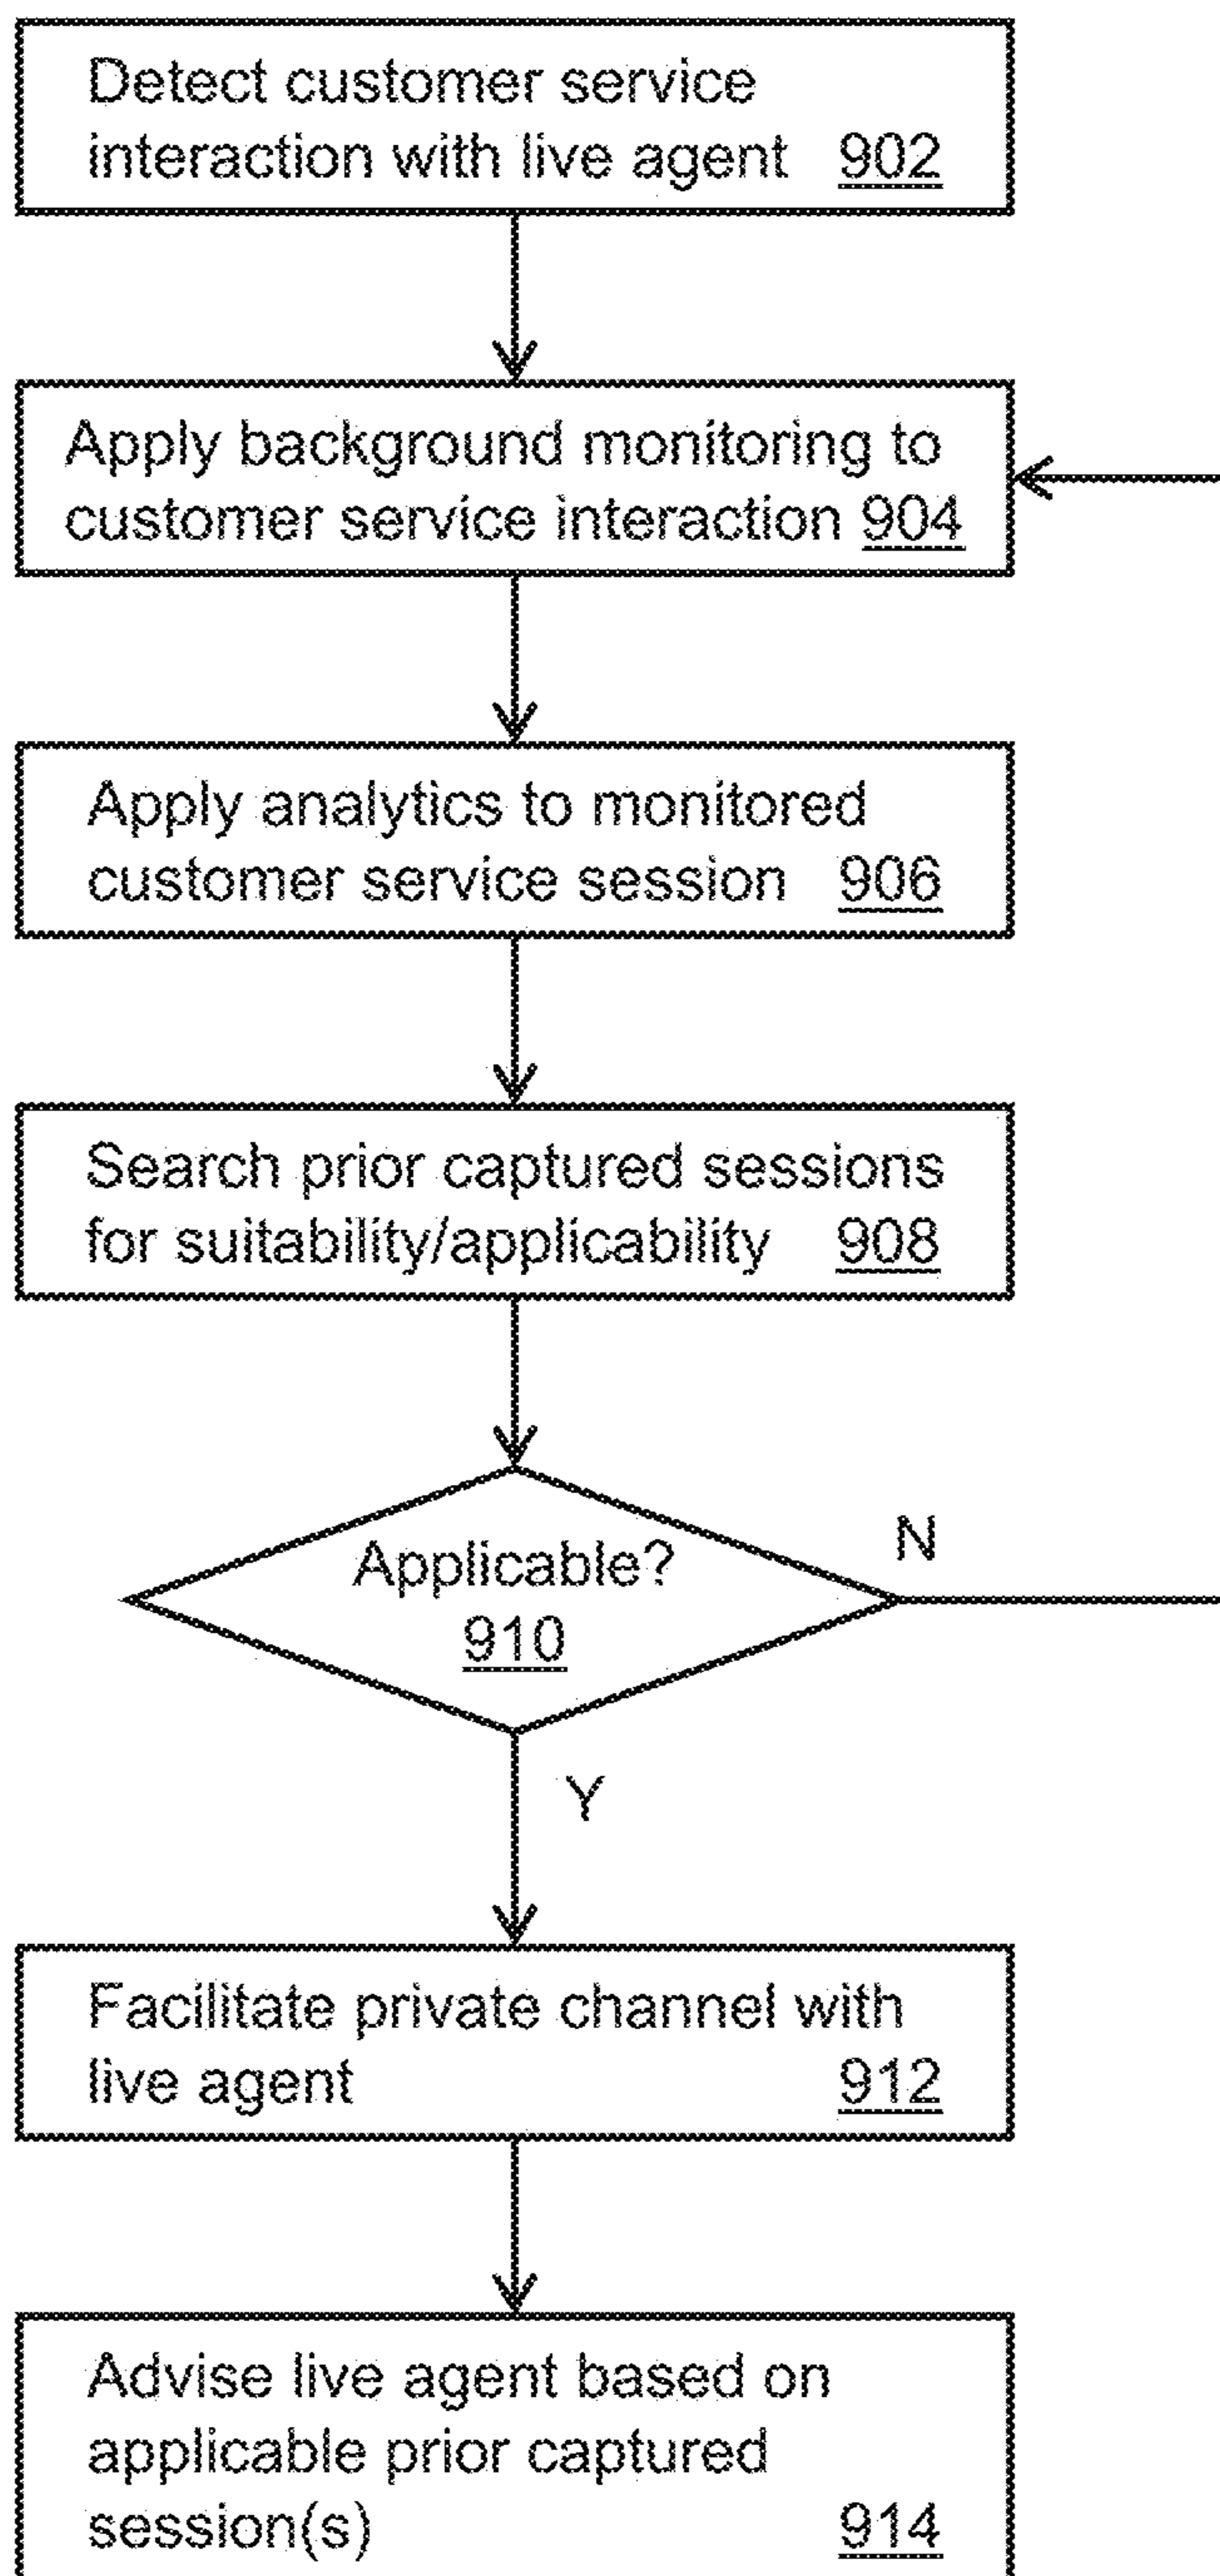 Detect customer service
interaction with live agent 902
Apply background monitoring to
customer service interaction 904
Apply analytics to monitored
customer service session 906
Search prior captured sessions
for suitability/applicability 908
Applicable?
910
N
Y
Facilitate private channel with
live agent 912
Advise live agent based on
applicable prior captured
session(s) 914